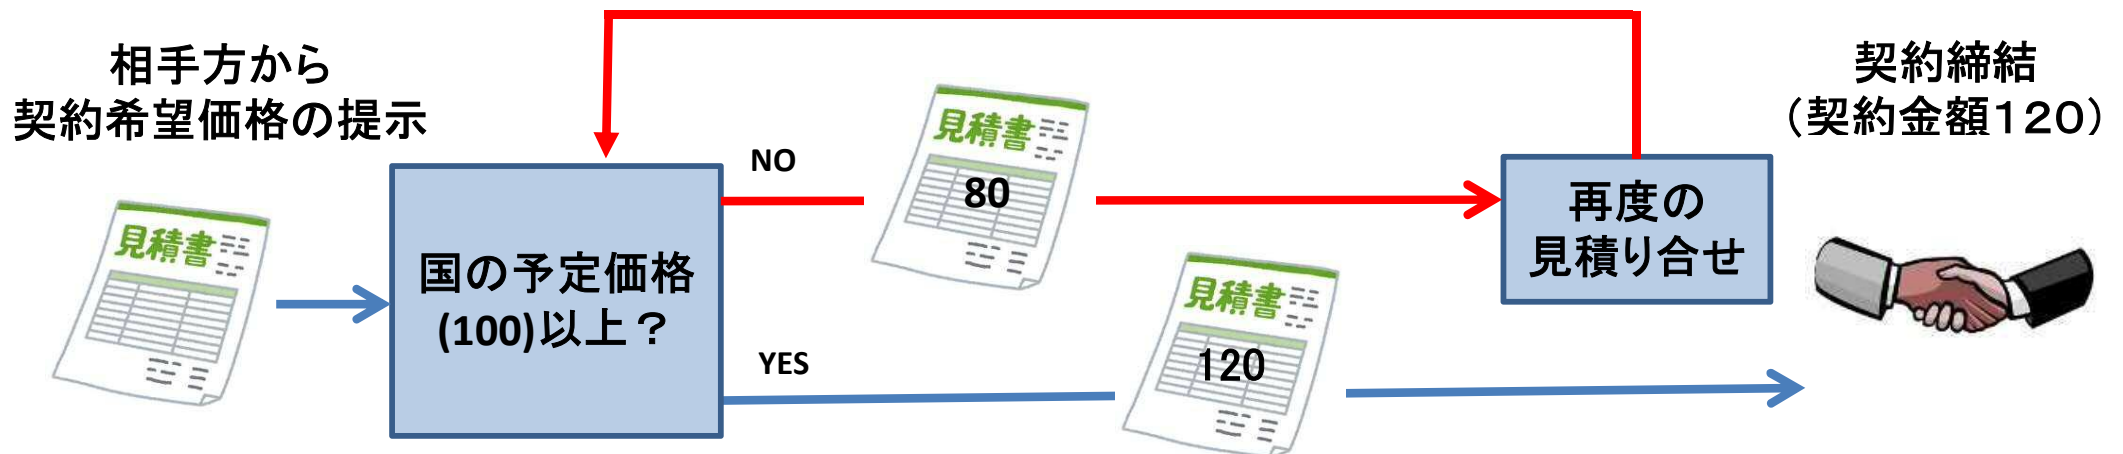 相手方から
契約希望価格の提示
見積書
国の予定価格
(100)以上？
NO
見積書
80
YES
見積書
120
再度の
見積り合せ
契約締結
（契約金額１２０）